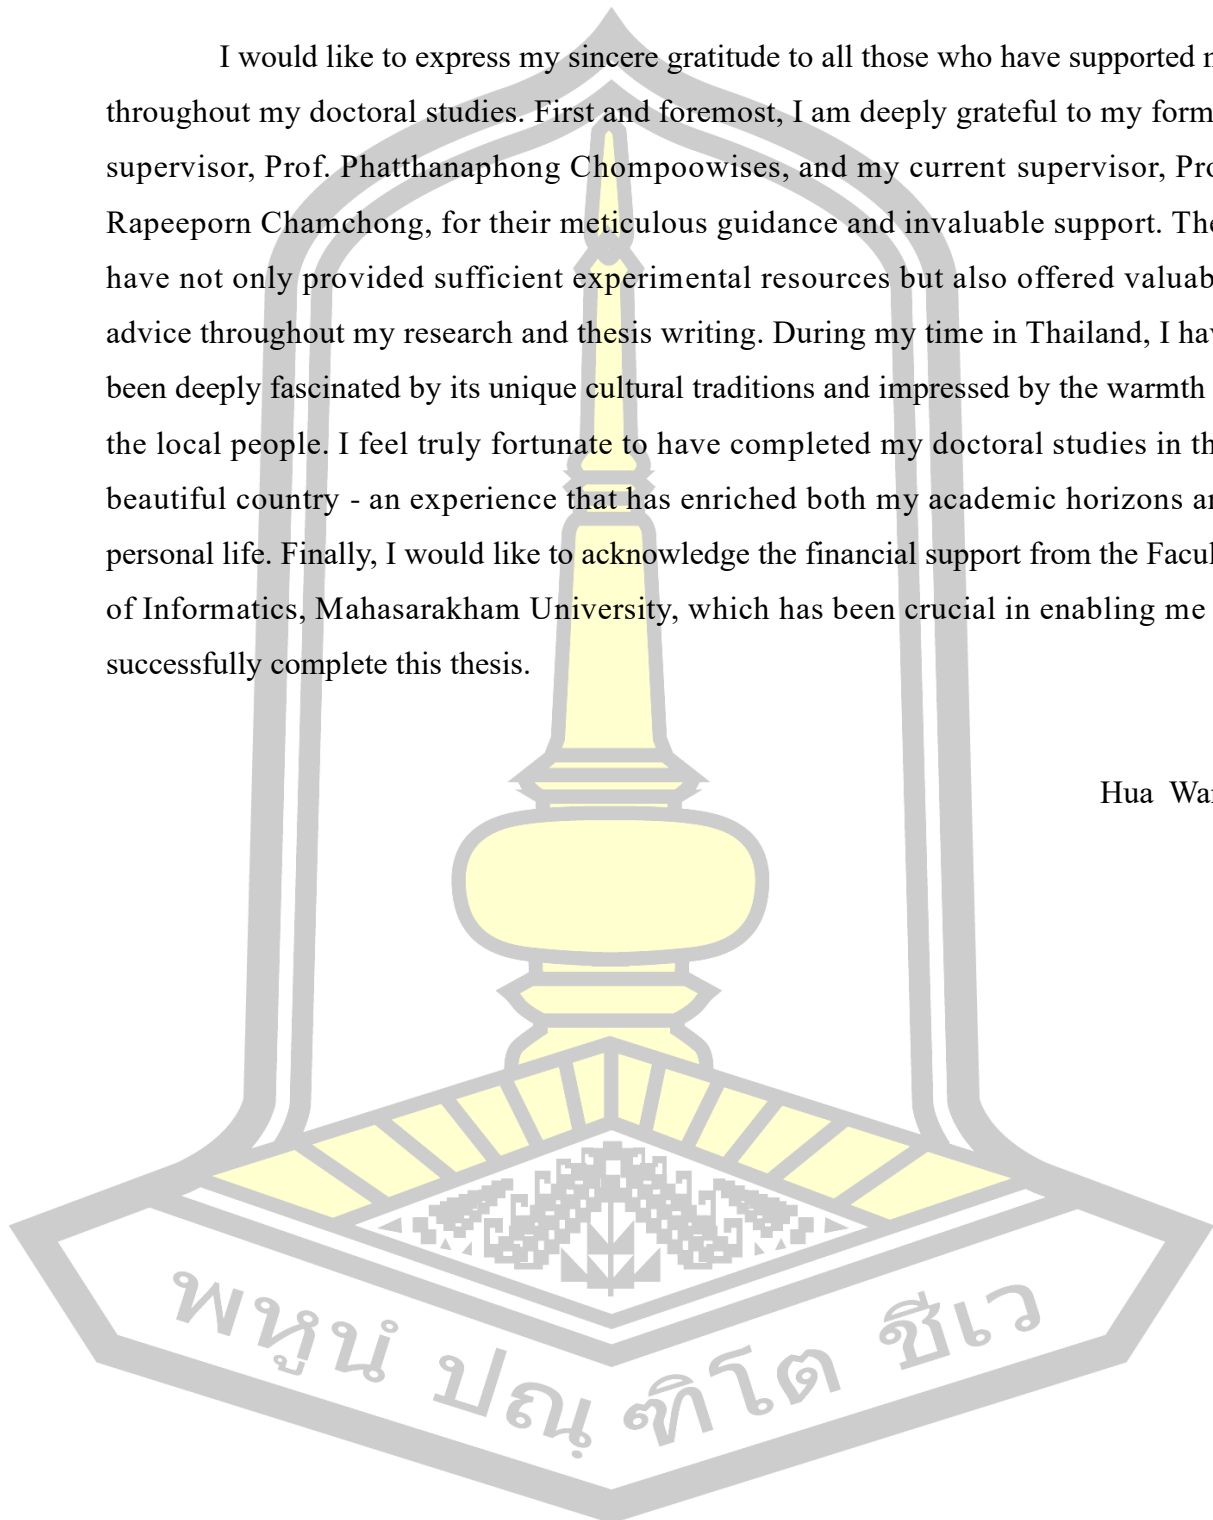 I would like to express my sincere gratitude to all those who have supported
throughout my doctoral studies. First and foremost, I am deeply grateful to my form
supervisor, Prof. Phatthanaphong Chompoowises, and my current supervisor, Pro
Rapeeporn Chamchong, for their meticulous guidance and invaluable support. The
have not only provided sufficient experimental resources but also offered valuab
advice throughout my research and thesis writing. During my time in Thailand, I hav
been deeply fascinated by its unique cultural traditions and impressed by the warmth
the local people. I feel truly fortunate to have completed my doctoral studies in th
beautiful country - an experience that has enriched both my academic horizons an
personal life. Finally, I would like to acknowledge the financial support from the Facul
of Informatics, Mahasarakham University, which has been crucial in enabling me
successfully complete this thesis.
Hua Wa
พหูนํ ปณฺฑิโต ชีเว